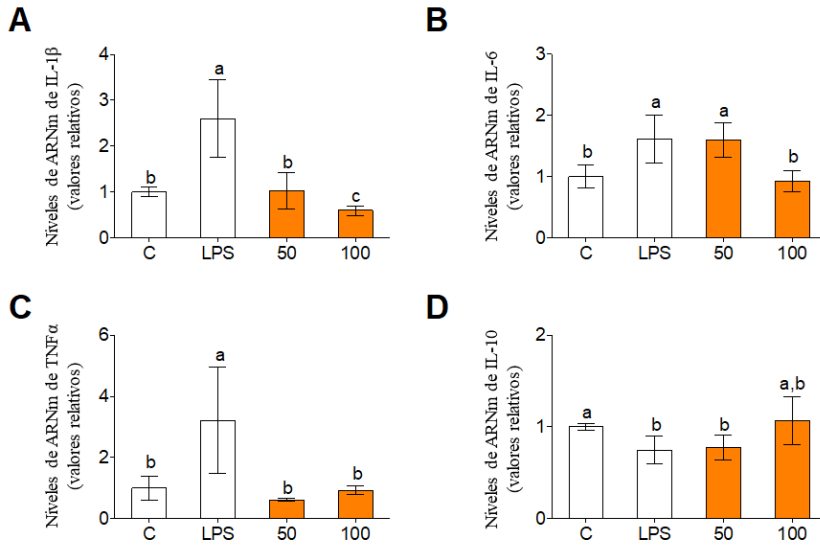 A
Niveles de ARNm de IL-1β
(valores relativos)
4
3
2
1
0
b
a
b
c
C
LPS
50
100
B
Niveles de ARNm de IL-6
(valores relativos)
3
2
1
0
b
a
a
b
C
LPS
50
100
C
Niveles de ARNm de TNFα
(valores relativos)
6
4
2
0
b
a
b
b
C
LPS
50
100
D
Niveles de ARNm de IL-10
(valores relativos)
2
1
0
a
b
b
a,b
C
LPS
50
100